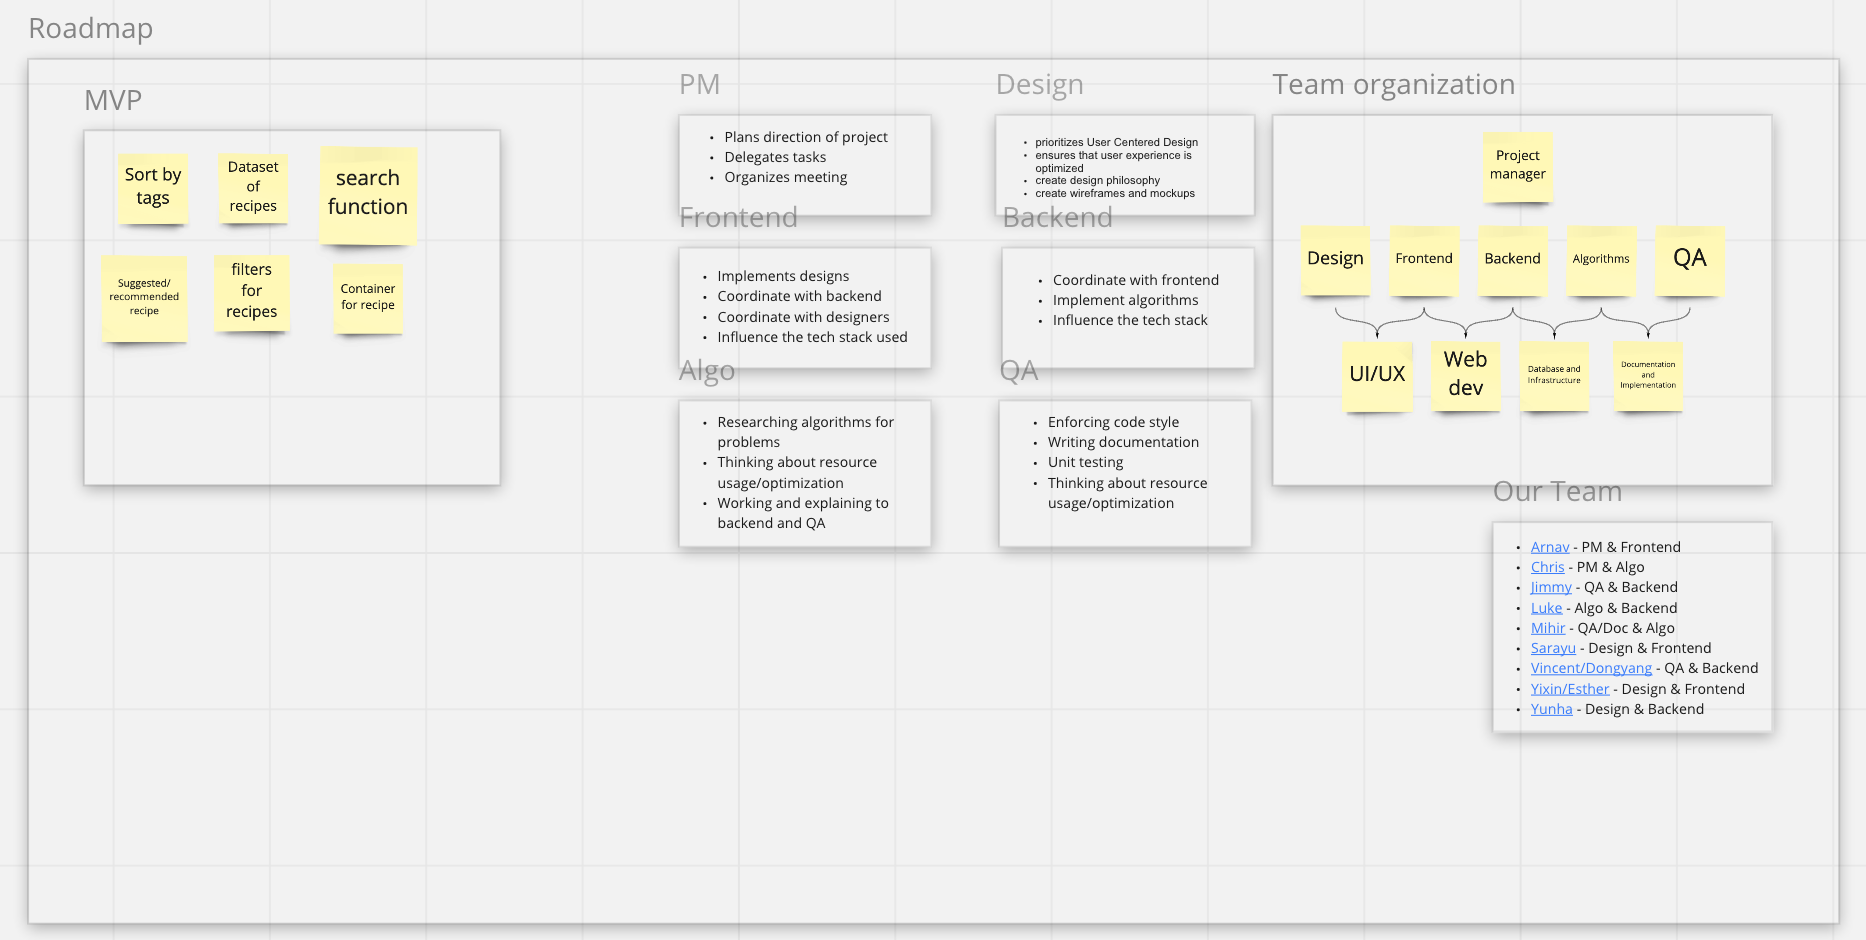 Roadmap
MVP
Sort by
tags
Dataset
of
recipes
search
function
Suggested/
recommended
recipe
filters
for
recipes
Container
for recipe
PM
• Plans direction of project
• Delegates tasks
• Organizes meeting
Design
• prioritizes User Centered Design
• ensures that user experience is
optimized
• create design philosophy
• create wireframes and mockups
Frontend
• Implements designs
• Coordinate with backend
• Coordinate with designers
• Influence the tech stack used
Backend
• Coordinate with frontend
• Implement algorithms
• Influence the tech stack
Algo
• Researching algorithms for
problems
• Thinking about resource
usage/optimization
• Working and explaining to
backend and QA
QA
• Enforcing code style
• Writing documentation
• Unit testing
• Thinking about resource
usage/optimization
Team organization
Project
manager
Design
Frontend
Backend
Algorithms
QA
UI/UX
Web
dev
Database and
Infrastructure
Documentation
and
Implementation
Our Team
• Arnav - PM & Frontend
• Chris - PM & Algo
• Jimmy - QA & Backend
• Luke - Algo & Backend
• Mihir - QA/Doc & Algo
• Sarayu - Design & Frontend
• Vincent/Dongyang - QA & Backend
• Yixin/Esther - Design & Frontend
• Yunha - Design & Backend